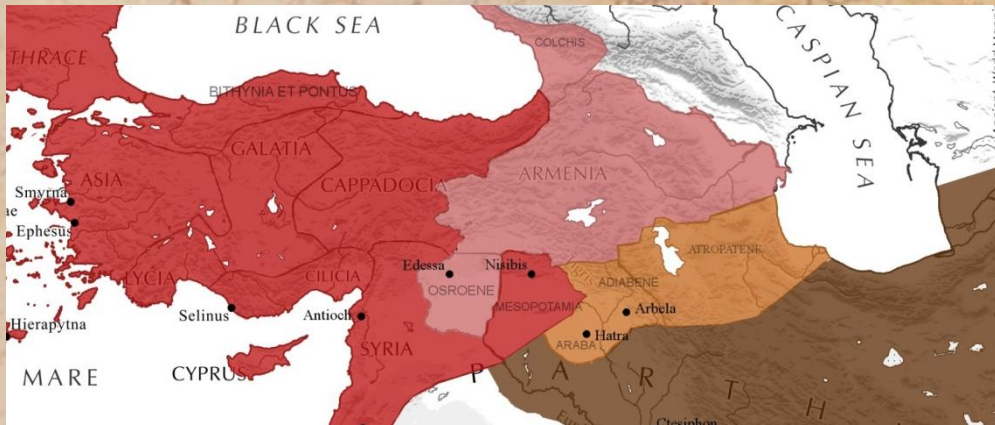 BLACK SEA
CASPIAN SEA
THRACE
COLCHIS
BITHYNIA ET PONTUS
GALATIA
ASIA
CAPPADOCIA
ARMENIA
Smyrna
ae
Ephesus
LYCIA
CILICIA
Edessa
Nisibis
OSROENE
MESOPOTAMIA
ADIABENE
ATROPATENE
Selinus
Antioch
Arbela
Hatra
ARABA
Hierapytna
SYRIA
MARE
CYPRUS
P A R T H
Ctesiphon